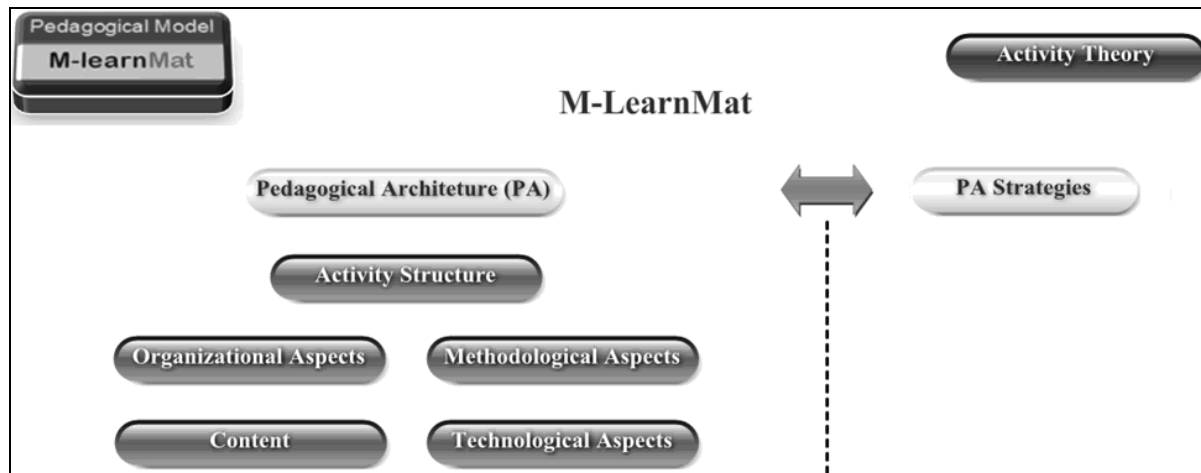 Pedagogical Model
M-learnMat
Activity Theory
M-LearnMat
Pedagogical Architeture (PA)
PA Strategies
Activity Structure
Organizational Aspects
Methodological Aspects
Content
Technological Aspects